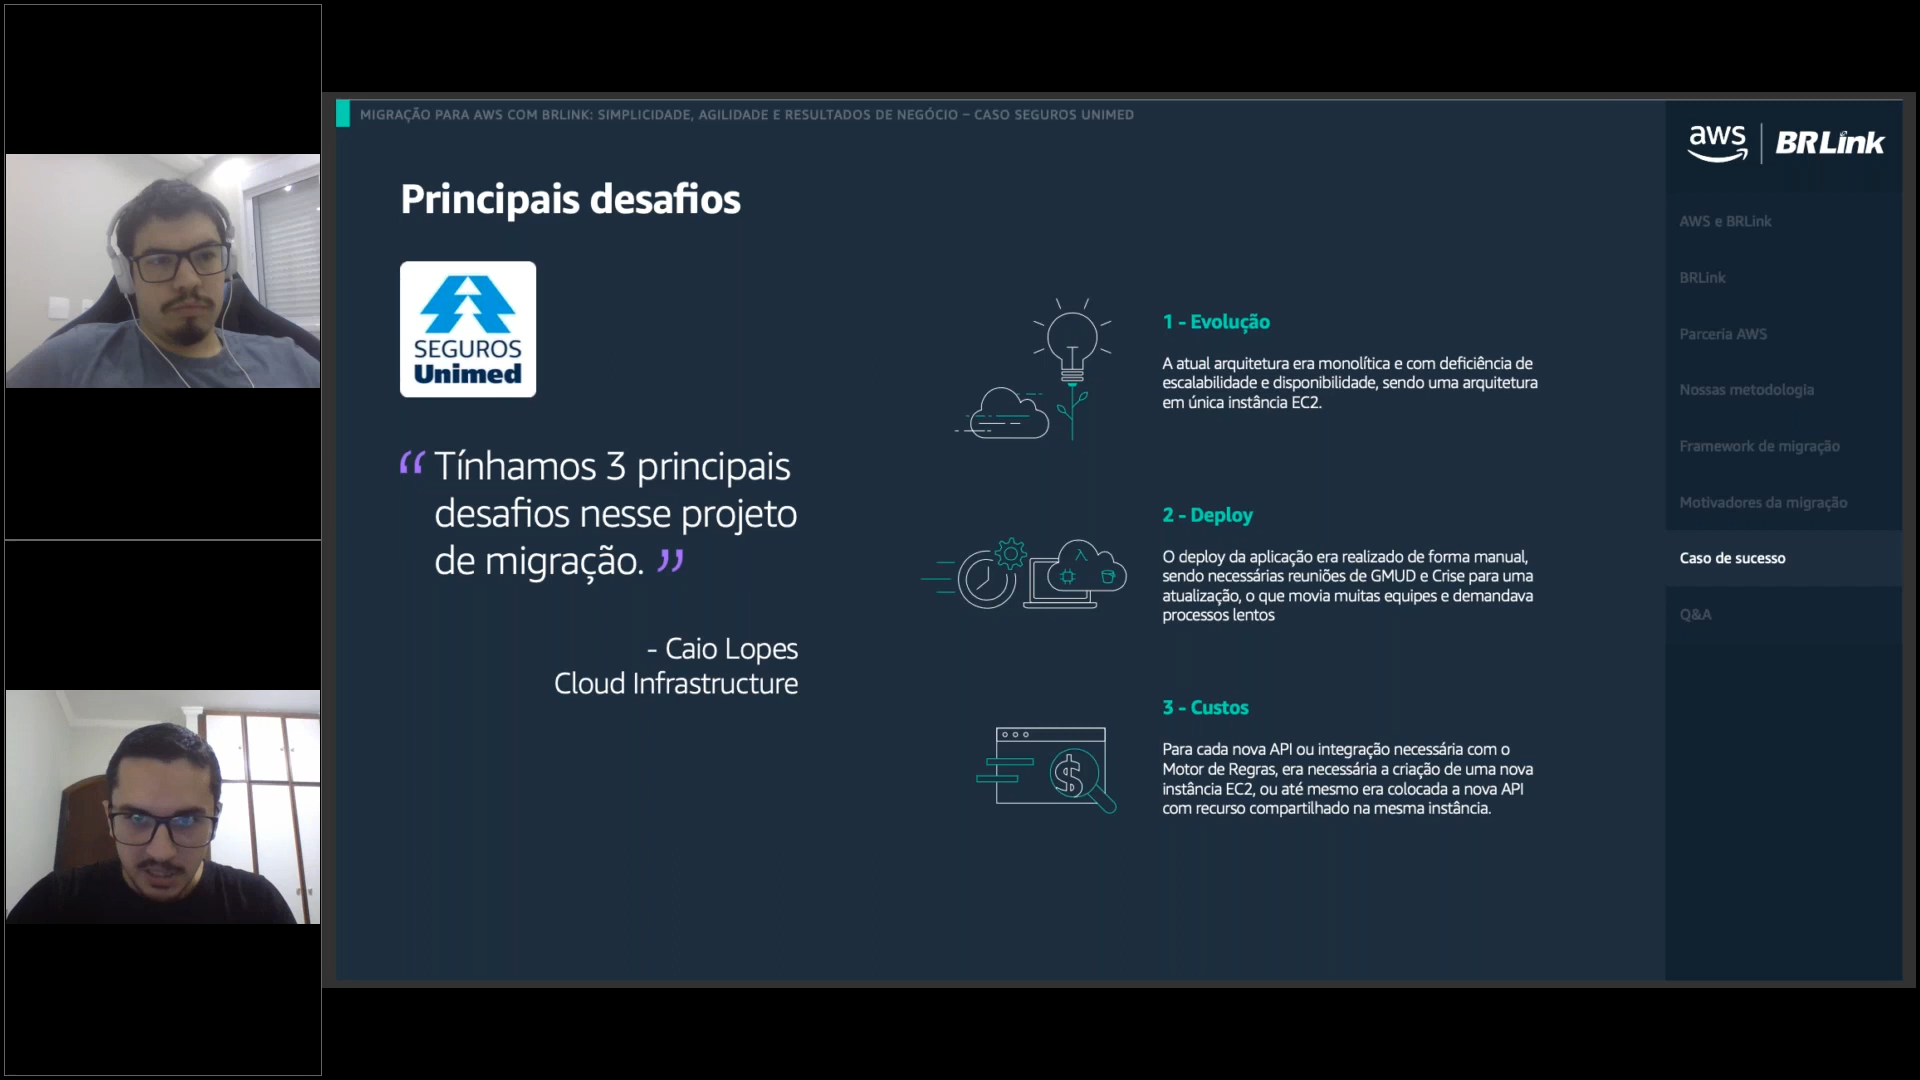 MIGRAÇÃO PARA AWS COM BRLINK: SIMPLICIDADE, AGILIDADE E RESULTADOS DE NEGÓCIO – CASO SEGUROS UNIMED
aws
BRLink
Principais desafios
SEGUROS
Unimed
“Tínhamos 3 principais
desafios nesse projeto
de migração.”
- Caio Lopes
Cloud Infrastructure
1 - Evolução
A atual arquitetura era monolítica e com deficiência de
escalabilidade e disponibilidade, sendo uma arquitetura
em única instância EC2.
2 - Deploy
O deploy da aplicação era realizado de forma manual,
sendo necessárias reuniões de GMUD e Crise para uma
atualização, o que movia muitas equipes e demandava
processos lentos
3 - Custos
Para cada nova API ou integração necessária com o
Motor de Regras, era necessária a criação de uma nova
instância EC2, ou até mesmo era colocada a nova API
com recurso compartilhado na mesma instância.
AWS e BRLink
BRLink
Parceria AWS
Nossas metodologia
Framework de migração
Motivadores da migração
Caso de sucesso
Q&A